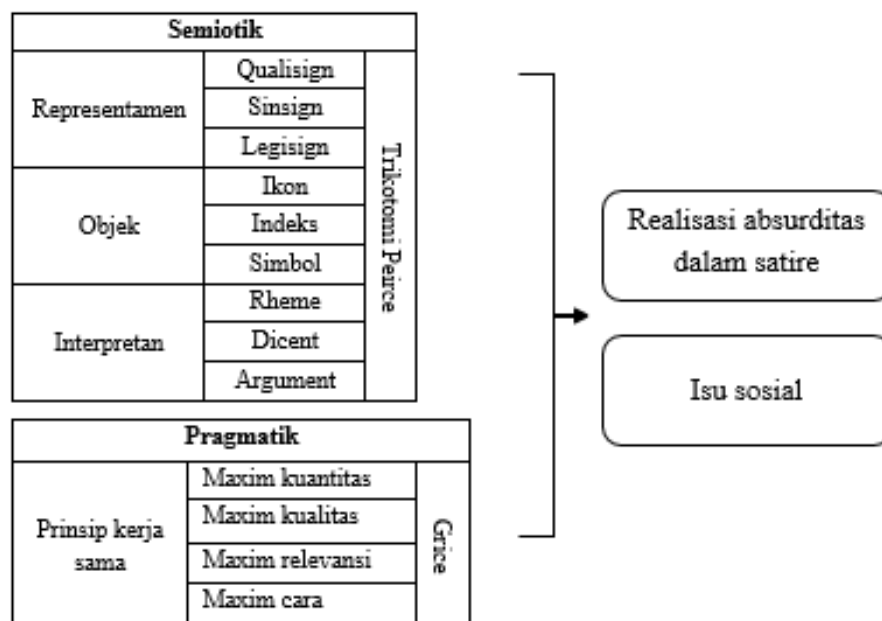 Semiotik
Representamen
Qualisign
Sinsign
Legisign
Objek
Ikon
Indeks
Simbol
Interpretan
Rheme
Dicent
Argument
Trikotomi Peirce
Pragmatik
Prinsip kerja
sama
Maxim kuantitas
Maxim kualitas
Maxim relevansi
Maxim cara
Grice
Realisasi absurditas
dalam satire
Isu sosial